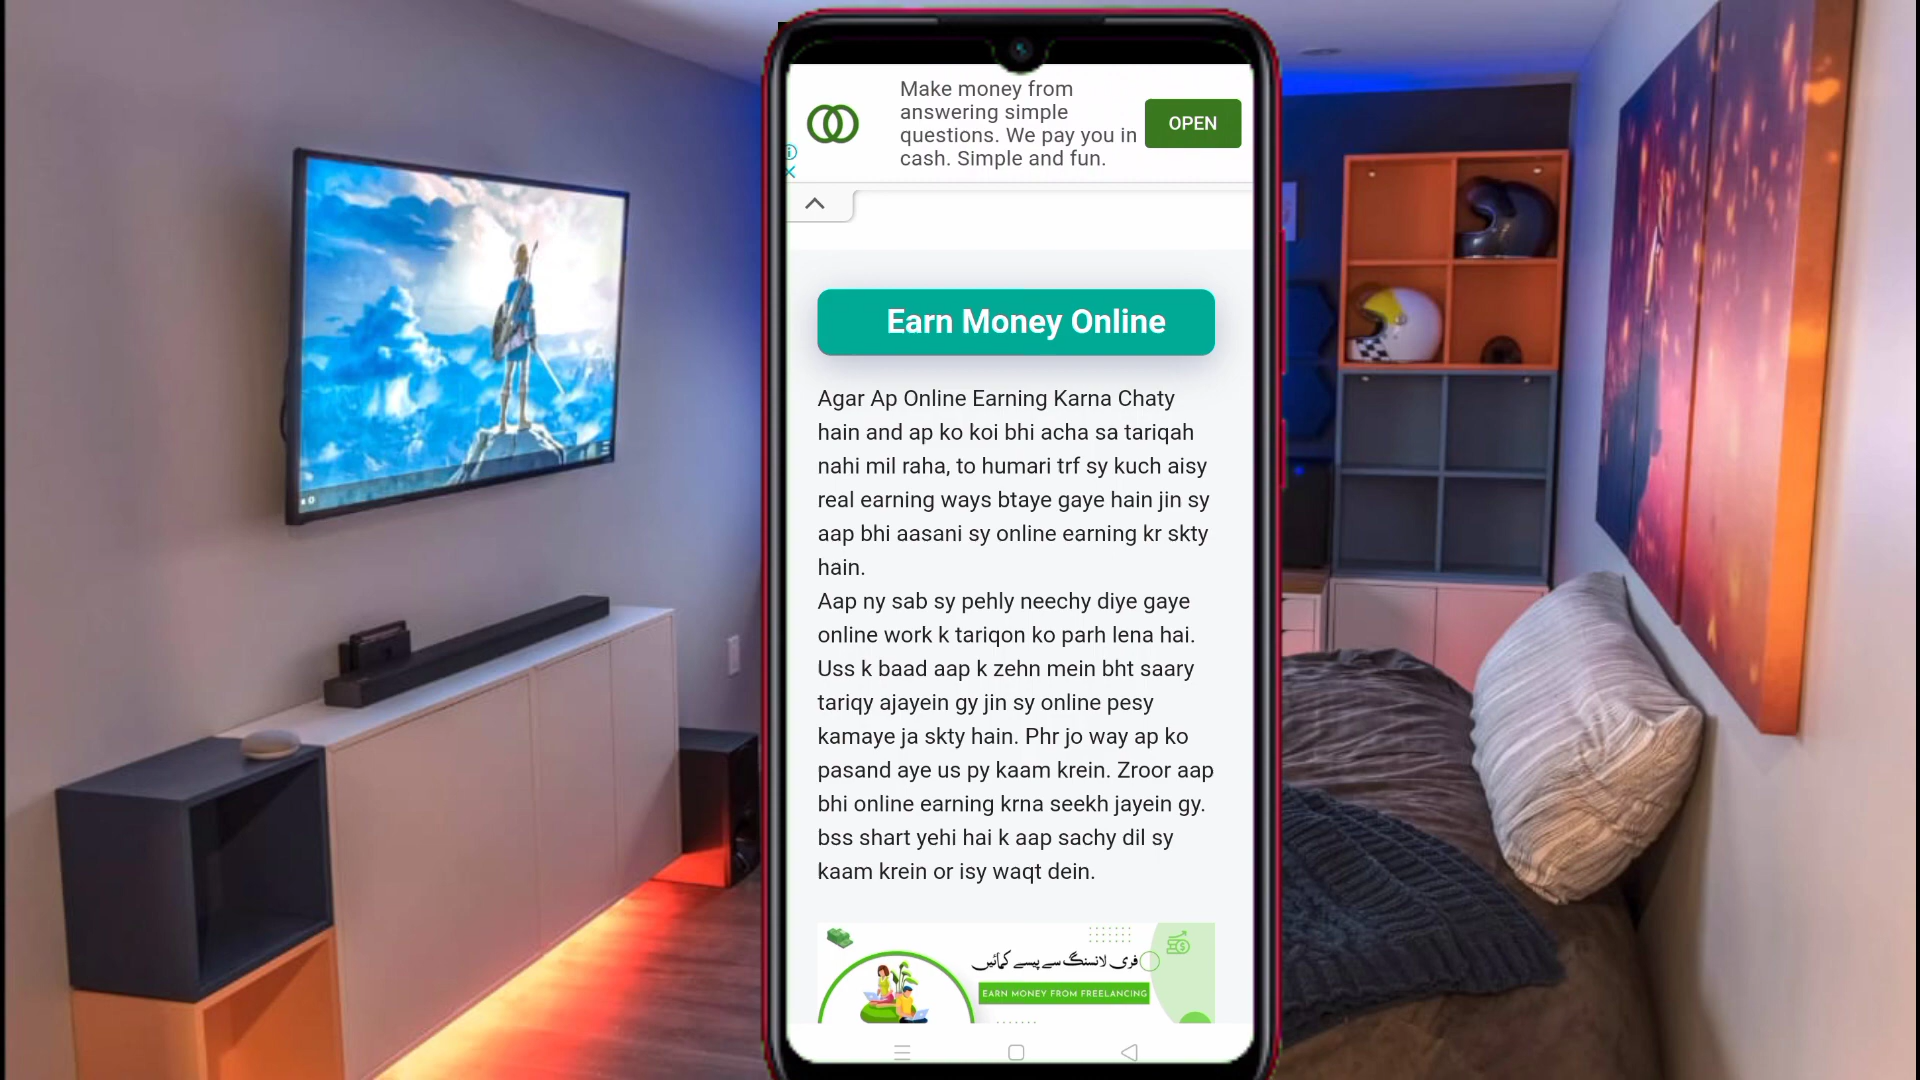 Make money from
answering simple
questions. We pay you in
cash. Simple and fun.
OPEN
Earn Money Online
Agar Ap Online Earning Karna Chaty
hain and ap ko koi bhi acha sa tariqah
nahi mil raha, to humari trf sy kuch aisy
real earning ways btaye gaye hain jin sy
aap bhi aasani sy online earning kr skty
hain.
Aap ny sab sy pehly neechy diye gaye
online work k tariqon ko parh lena hai.
Uss k baad aap k zehn mein bht saary
tariqy ajayein gy jin sy online pesy
kamaye ja skty hain. Phr jo way ap ko
pasand aye us py kaam krein. Zroor aap
bhi online earning krna seekh jayein gy.
bss shart yehi hai k aap sachy dil sy
kaam krein or isy waqt dein.
فری لانسنگ سے پیسے کمائیں
EARN MONEY FROM FREELANCING